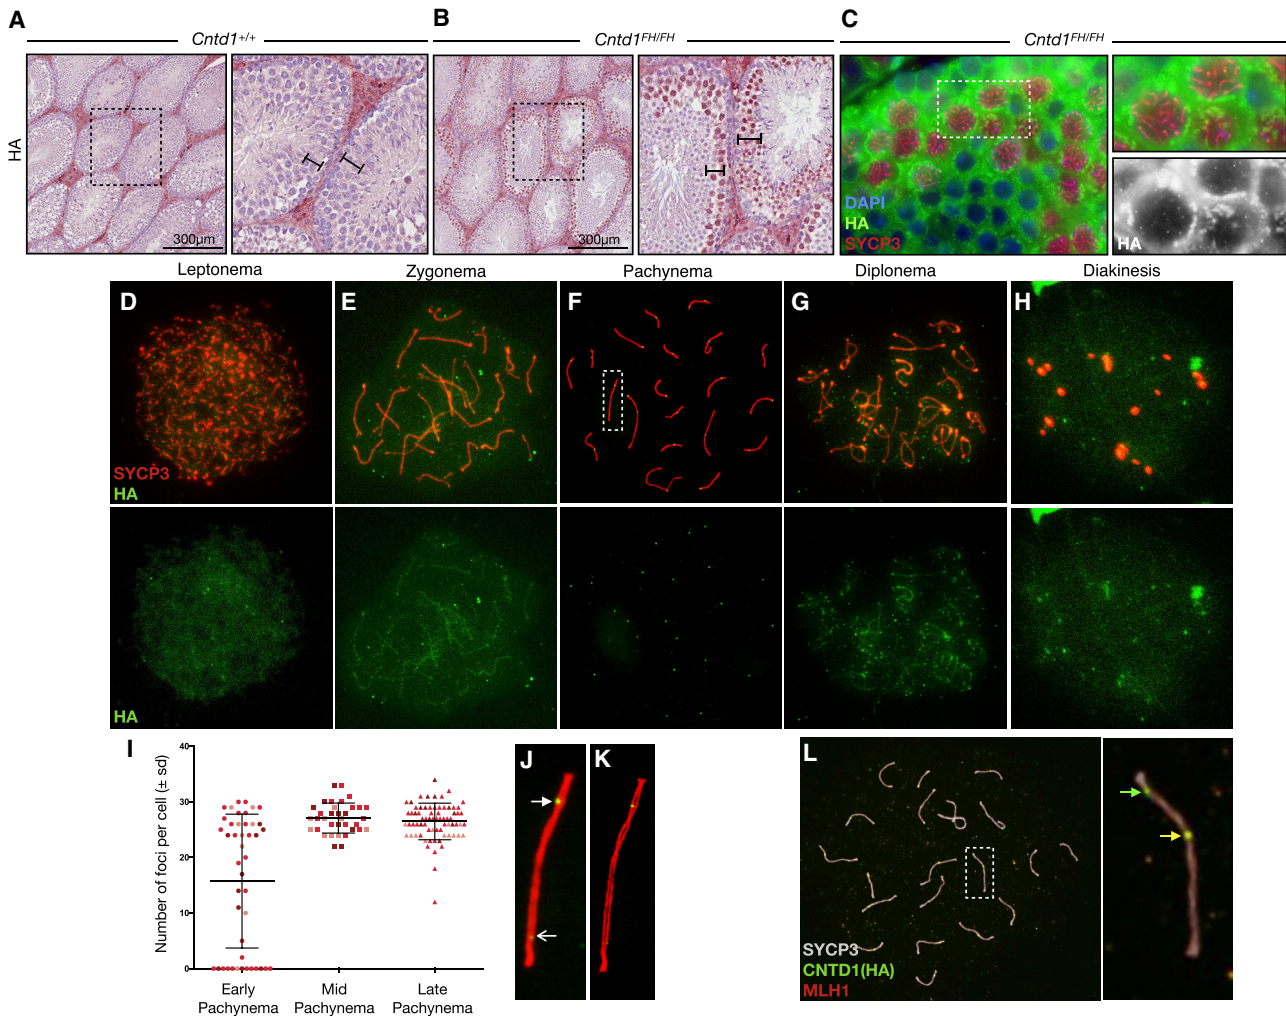 A
B
C
Cntd1+/+
Cntd1FH/FH
Cntd1FH/FH
HA
300µm
300µm
DAPI
HA
SYCP3
HA
Leptonema
Zygonema
Pachynema
Diplonema
Diakinesis
D
E
F
G
H
SYCP3
HA
HA
I
Number of foci per cell (± sd)
40
30
20
10
0
Early
Pachynema
Mid
Pachynema
Late
Pachynema
J
K
L
SYCP3
CNTD1(HA)
MLH1